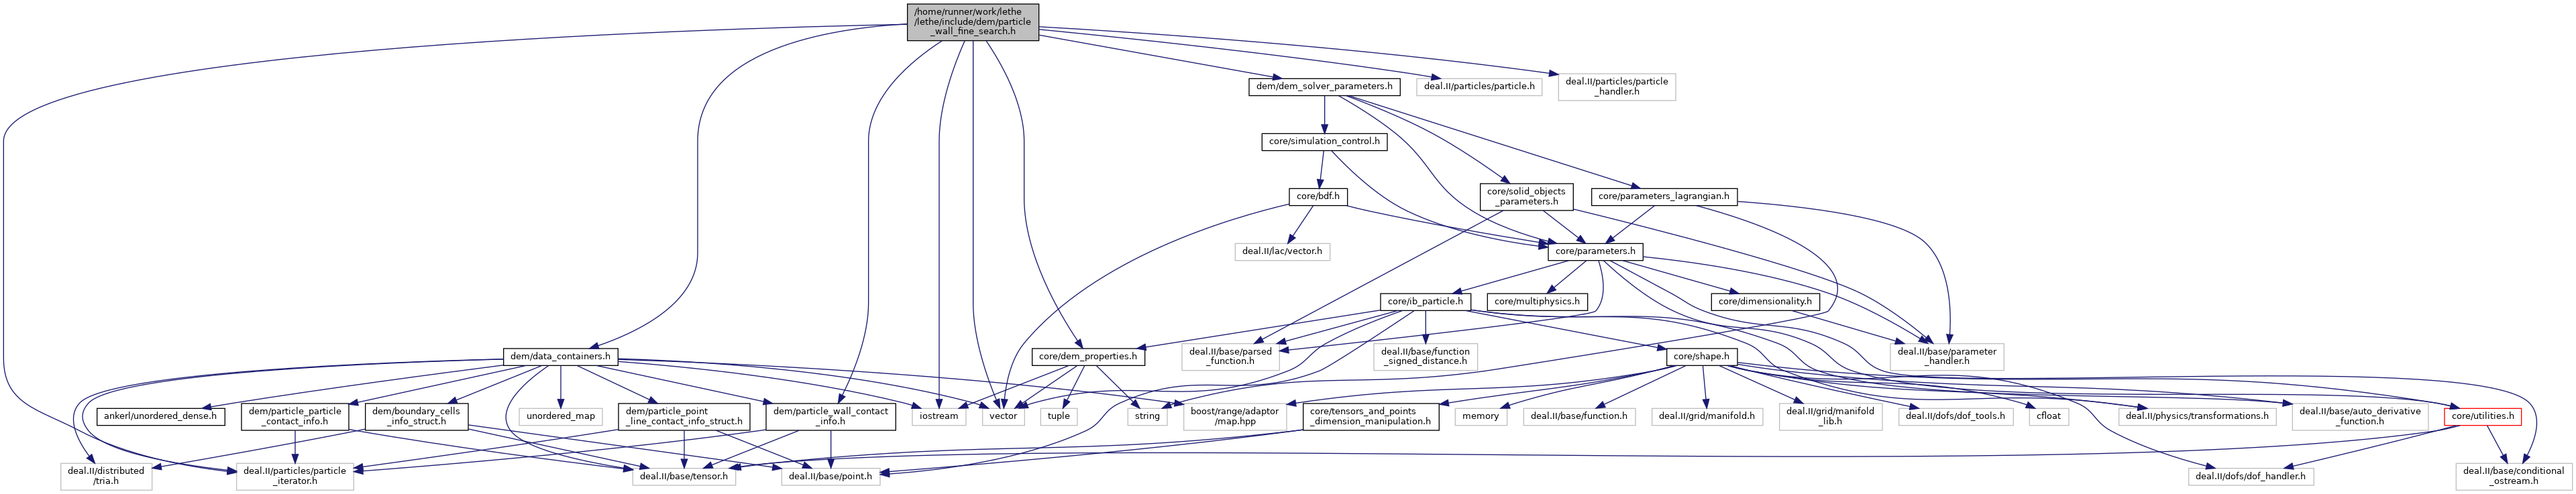 /home/runner/work/lethe
/lethe/include/dem/particle
_wall_fine_search.h
dem/dem_solver_parameters.h
deal.II/particles/particle.h
deal.II/particles/particle
_handler.h
core/simulation_control.h
core/bdf.h
core/solid_objects
_parameters.h
core/parameters_lagrangian.h
deal.II/lac/vector.h
core/parameters.h
core/ib_particle.h
core/multiphysics.h
core/dimensionality.h
dem/data_containers.h
core/dem_properties.h
deal.II/base/parsed
_function.h
deal.II/base/function
_signed_distance.h
core/shape.h
deal.II/base/parameter
_handler.h
ankerl/unordered_dense.h
dem/particle_particle
_contact_info.h
dem/boundary_cells
_info_struct.h
unordered_map
dem/particle_point
_line_contact_info_struct.h
dem/particle_wall_contact
_info.h
iostream
vector
tuple
string
boost/range/adaptor
/map.hpp
core/tensors_and_points
_dimension_manipulation.h
memory
deal.II/base/function.h
deal.II/grid/manifold.h
deal.II/grid/manifold
_lib.h
deal.II/dofs/dof_tools.h
cfloat
deal.II/physics/transformations.h
deal.II/base/auto_derivative
_function.h
core/utilities.h
deal.II/distributed
/tria.h
deal.II/particles/particle
_iterator.h
deal.II/base/tensor.h
deal.II/base/point.h
deal.II/dofs/dof_handler.h
deal.II/base/conditional
_ostream.h